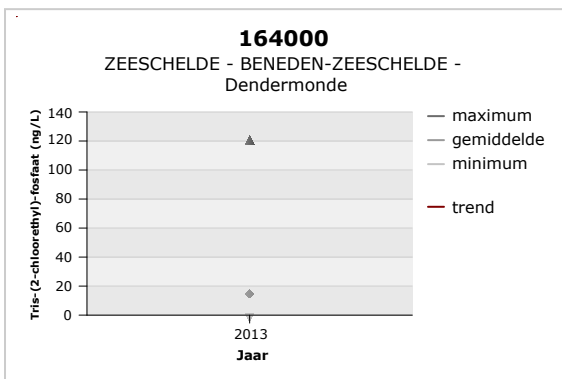 164000
ZEESCHELDE - BENEDEN-ZEESCHELDE -
Dendermonde
Tris-(2-chloorethyl)-fosfaat (ng/L)
140
120
100
80
60
40
20
0
2013
Jaar
maximum
gemiddelde
minimum
trend